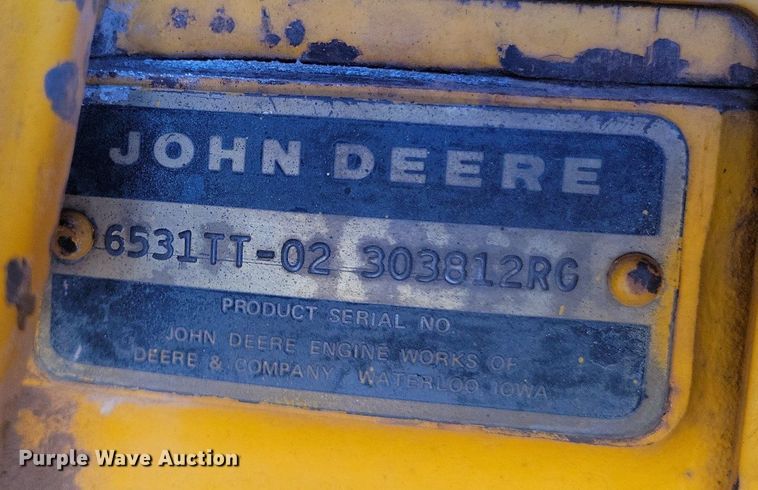 JOHN DEERE
6531TT-02 303812RG
PRODUCT SERIAL NO.
JOHN DEERE ENGINE WORKS OF
DEERE & COMPANY WATERLOO IOWA
Purple Wave Auction